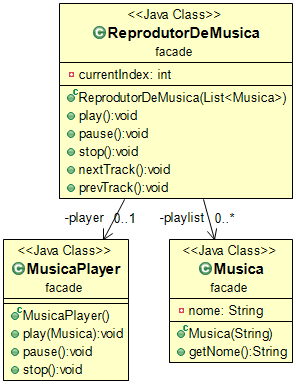 <<Java Class>>
ReprodutorDeMusica
facade
currentIndex: int
ReprodutorDeMusica(List<Musica>)
play():void
pause():void
stop():void
nextTrack():void
prevTrack():void
-player 0..1
-playlist 0..*
<<Java Class>>
MusicaPlayer
facade
MusicaPlayer()
play(Musica):void
pause():void
stop():void
<<Java Class>>
Musica
facade
nome: String
Musica(String)
getNome():String